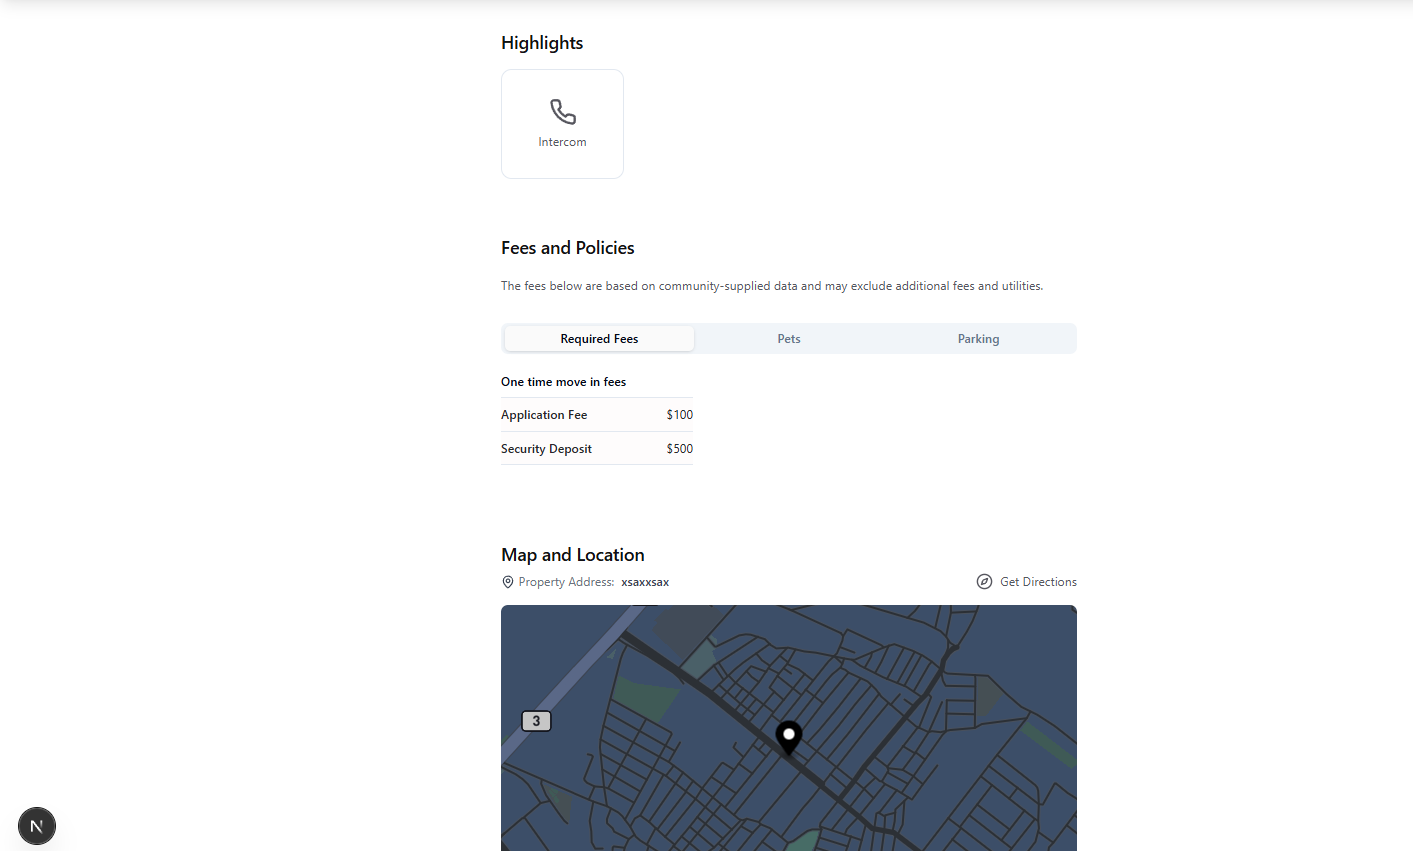 Highlights
Intercom
Fees and Policies
The fees below are based on community-supplied data and may exclude additional fees and utilities.
Required Fees Pets Parking
One time move in fees
Application Fee $100
Security Deposit $500
Map and Location
Property Address: xsaxxsax Get Directions
3
N